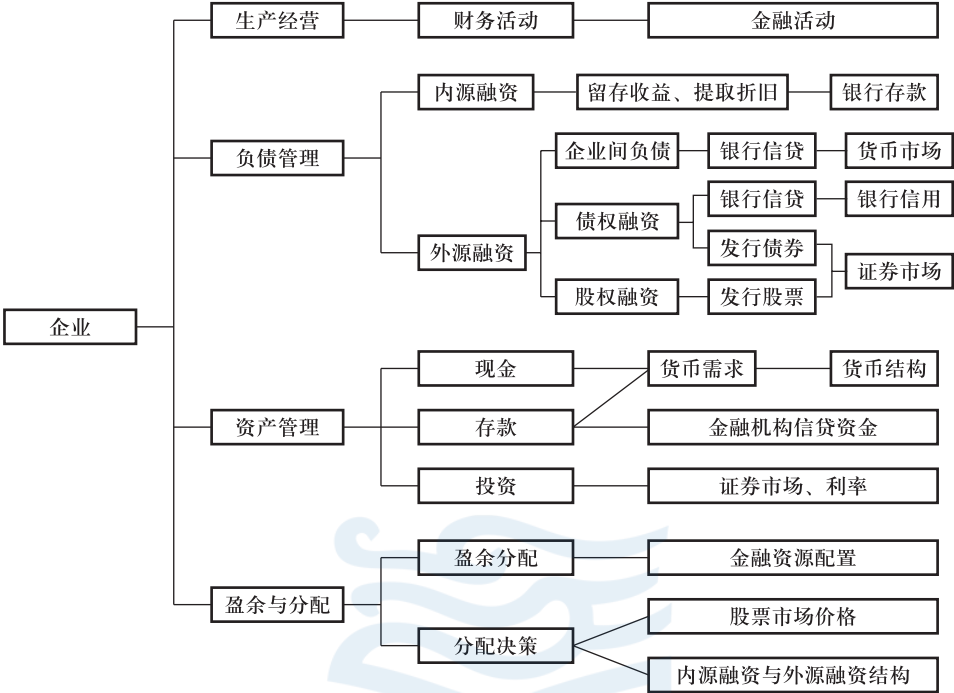 生产经营 财务活动 金融活动
内源融资 留存收益、提取折旧 银行存款
负债管理 企业间负债 银行信贷 货币市场
债权融资 银行信贷 银行信用
外源融资 发行债券 证券市场
股权融资 发行股票
企业
现金 货币需求 货币结构
资产管理 存款 金融机构信贷资金
投资 证券市场、利率
盈余分配 金融资源配置
盈余与分配 股票市场价格
分配决策
内源融资与外源融资结构